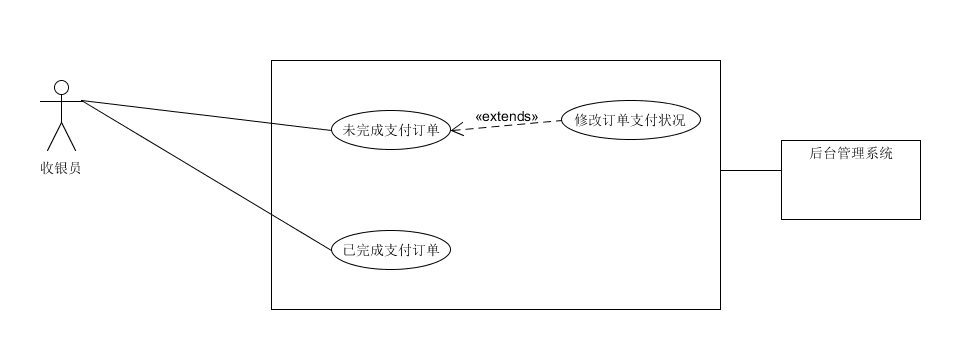 收银员
未完成支付订单
«extends»
修改订单支付状况
后台管理系统
已完成支付订单